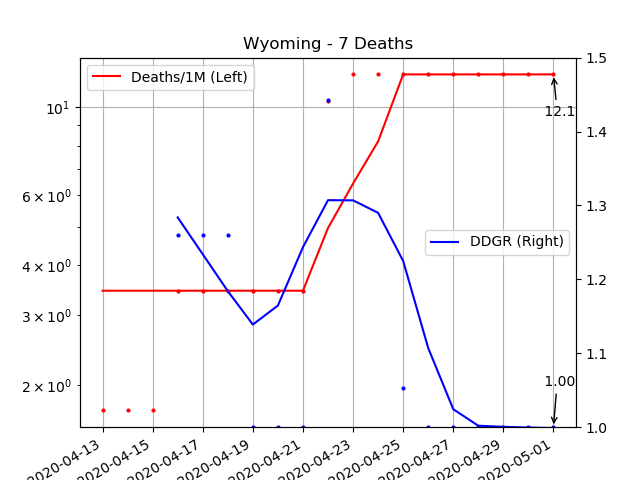 Wyoming - 7 Deaths
Deaths/1M (Left)
DDGR (Right)
12.1
1.00
10¹
6 × 10⁰
4 × 10⁰
3 × 10⁰
2 × 10⁰
1.5
1.4
1.3
1.2
1.1
1.0
2020-04-13
2020-04-15
2020-04-17
2020-04-19
2020-04-21
2020-04-23
2020-04-25
2020-04-27
2020-04-29
2020-05-01